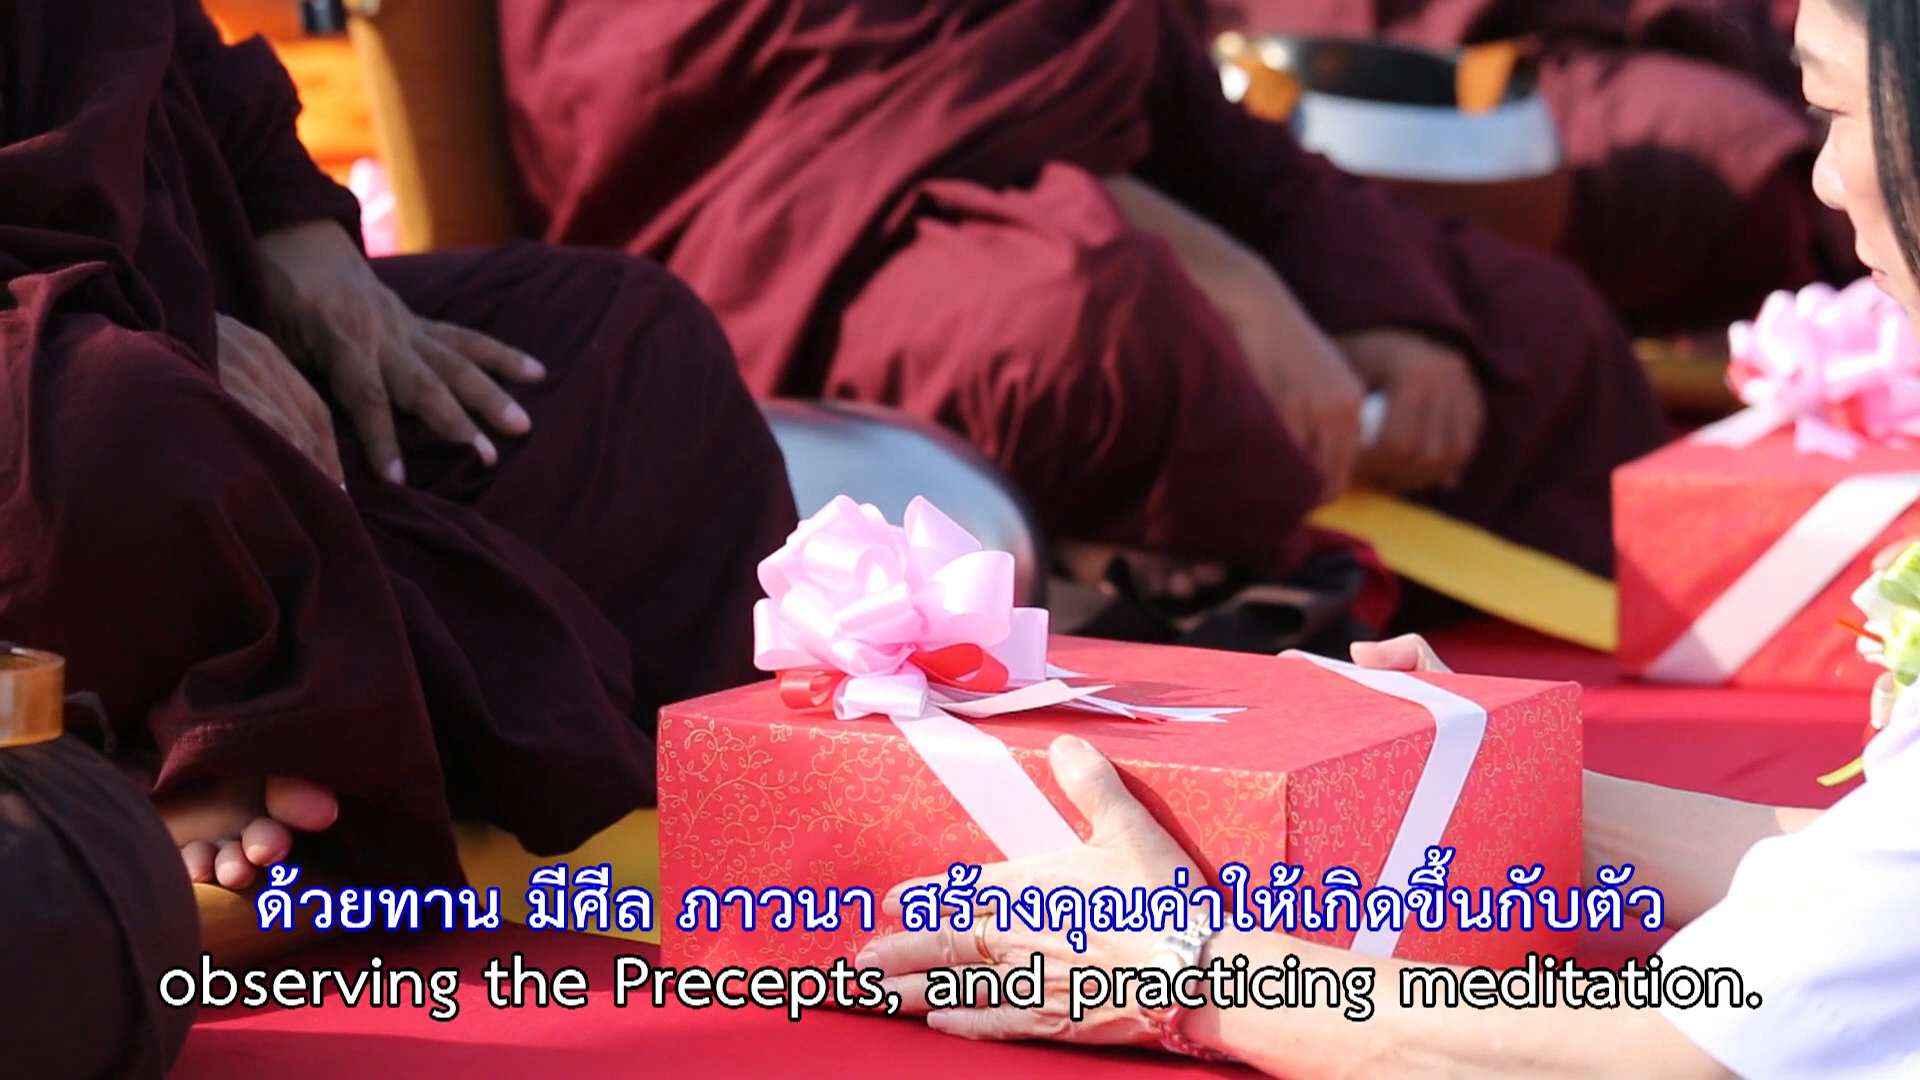 ด้วยทาน มีศีล ภาวนา สร้างคุณค่าให้เกิดขึ้นกับตัว
observing the Precepts, and practicing meditation.